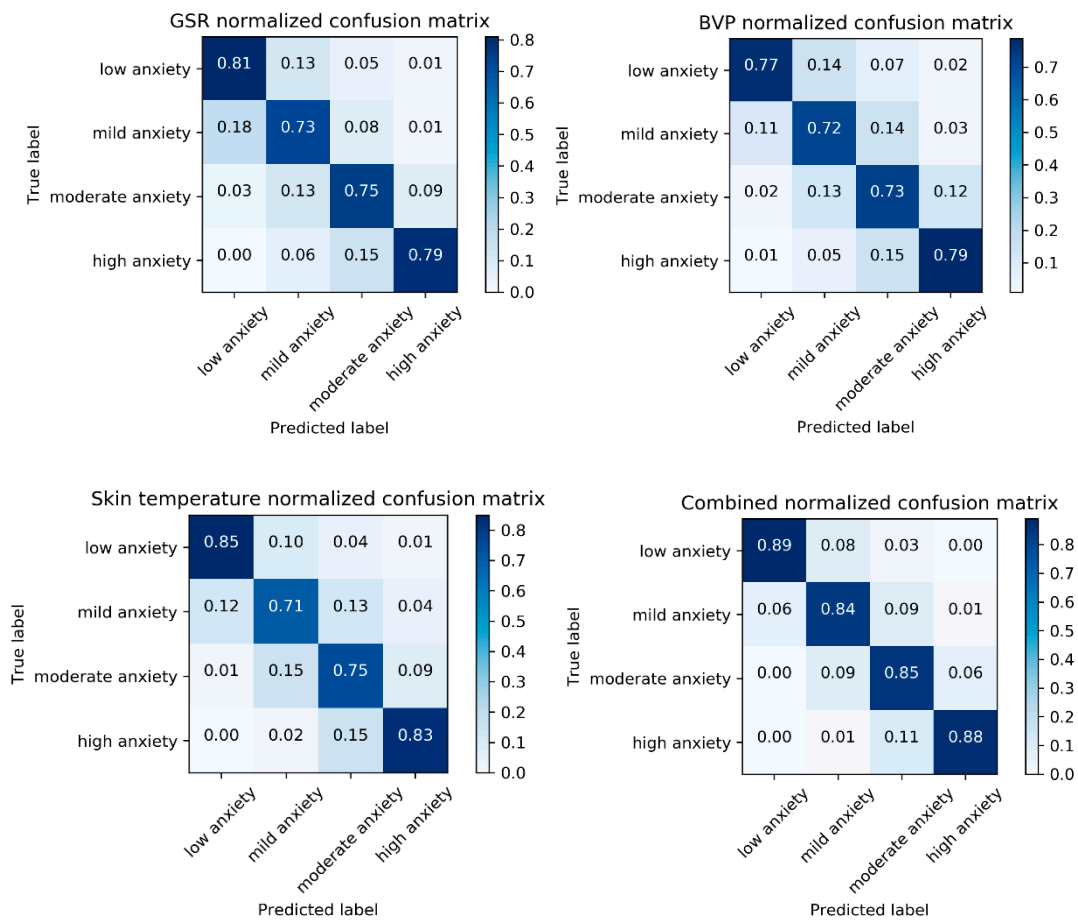 GSR normalized confusion matrix
True label
low anxiety 0.81 0.13 0.05 0.01
mild anxiety 0.18 0.73 0.08 0.01
moderate anxiety 0.03 0.13 0.75 0.09
high anxiety 0.00 0.06 0.15 0.79
0.8
0.7
0.6
0.5
0.4
0.3
0.2
0.1
0.0
low anxiety
mild anxiety
moderate anxiety
high anxiety
Predicted label
BVP normalized confusion matrix
True label
low anxiety 0.77 0.14 0.07 0.02
mild anxiety 0.11 0.72 0.14 0.03
moderate anxiety 0.02 0.13 0.73 0.12
high anxiety 0.01 0.05 0.15 0.79
0.7
0.6
0.5
0.4
0.3
0.2
0.1
low anxiety
mild anxiety
moderate anxiety
high anxiety
Predicted label
Skin temperature normalized confusion matrix
True label
low anxiety 0.85 0.10 0.04 0.01
mild anxiety 0.12 0.71 0.13 0.04
moderate anxiety 0.01 0.15 0.75 0.09
high anxiety 0.00 0.02 0.15 0.83
0.8
0.7
0.6
0.5
0.4
0.3
0.2
0.1
0.0
low anxiety
mild anxiety
moderate anxiety
high anxiety
Predicted label
Combined normalized confusion matrix
True label
low anxiety 0.89 0.08 0.03 0.00
mild anxiety 0.06 0.84 0.09 0.01
moderate anxiety 0.00 0.09 0.85 0.06
high anxiety 0.00 0.01 0.11 0.88
0.8
0.7
0.6
0.5
0.4
0.3
0.2
0.1
0.0
low anxiety
mild anxiety
moderate anxiety
high anxiety
Predicted label